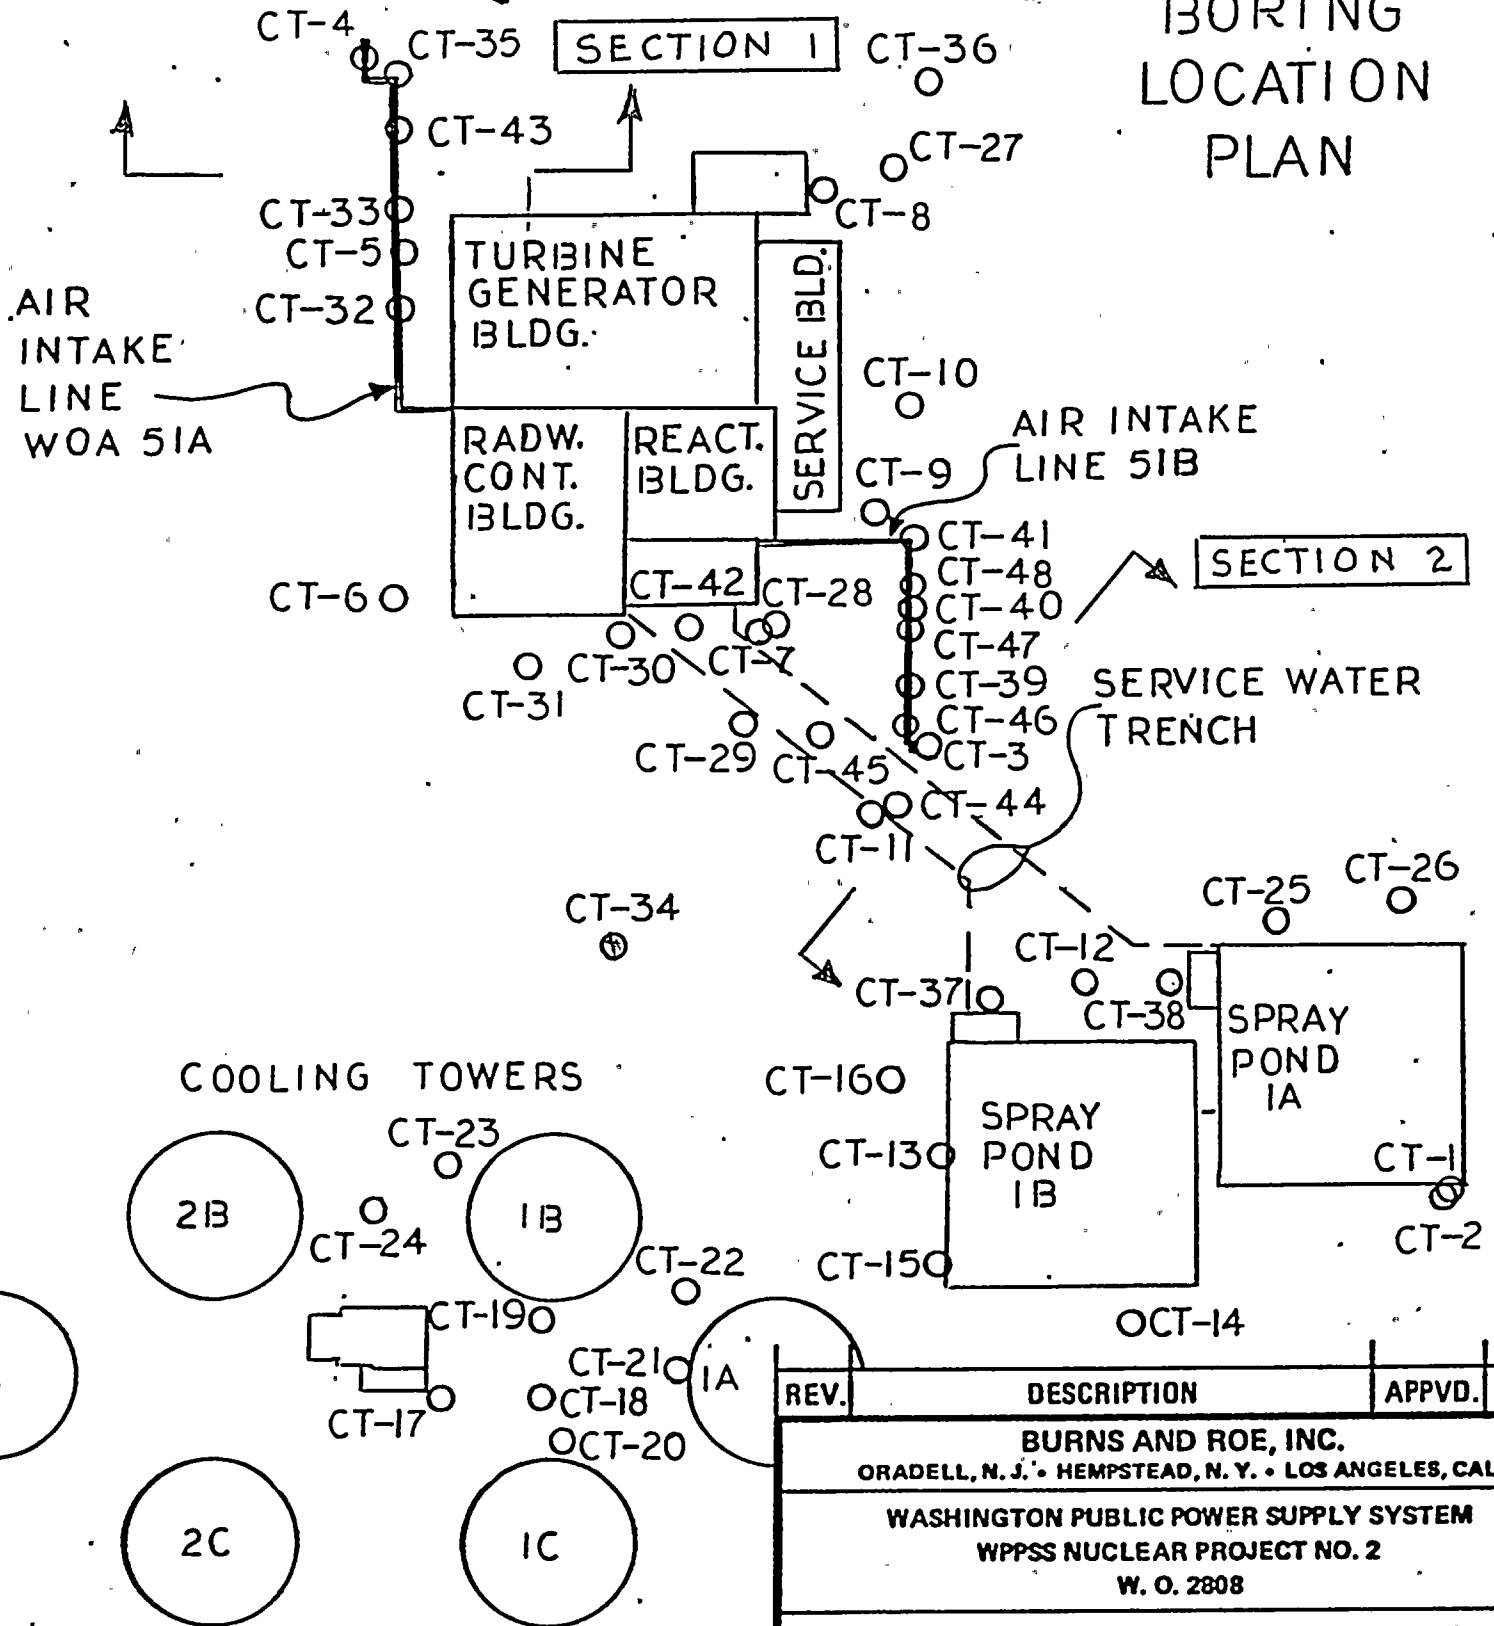 BORING
LOCATION
PLAN
CT-4
CT-35
SECTION 1
CT-36
CT-43
CT-27
CT-33
CT-8
CT-5
TURBINE
GENERATOR
BLDG.
SERVICE BLD.
AIR
INTAKE
LINE
WOA 51A
CT-32
CT-10
RADW.
CONT.
BLDG.
REACT.
BLDG.
AIR INTAKE
LINE 51B
CT-9
CT-41
SECTION 2
CT-48
CT-6
CT-42
CT-28
CT-40
CT-47
CT-30
CT-7
CT-39
SERVICE WATER
TRENCH
CT-31
CT-46
CT-29
CT-45
CT-3
CT-44
CT-11
CT-34
CT-25
CT-26
CT-12
CT-37
CT-38
SPRAY
POND
1A
COOLING TOWERS
CT-16
CT-23
SPRAY
POND
1B
CT-13
CT-1
2B
1B
CT-24
CT-2
CT-22
CT-15
CT-19
CT-14
CT-21
1A
CT-18
CT-17
CT-20
REV.
DESCRIPTION
APPVD.
BURNS AND ROE, INC.
ORADELL, N. J. • HEMPSTEAD, N. Y. • LOS ANGELES, CAL
WASHINGTON PUBLIC POWER SUPPLY SYSTEM
WPPSS NUCLEAR PROJECT NO. 2
W. O. 2808
2C
1C